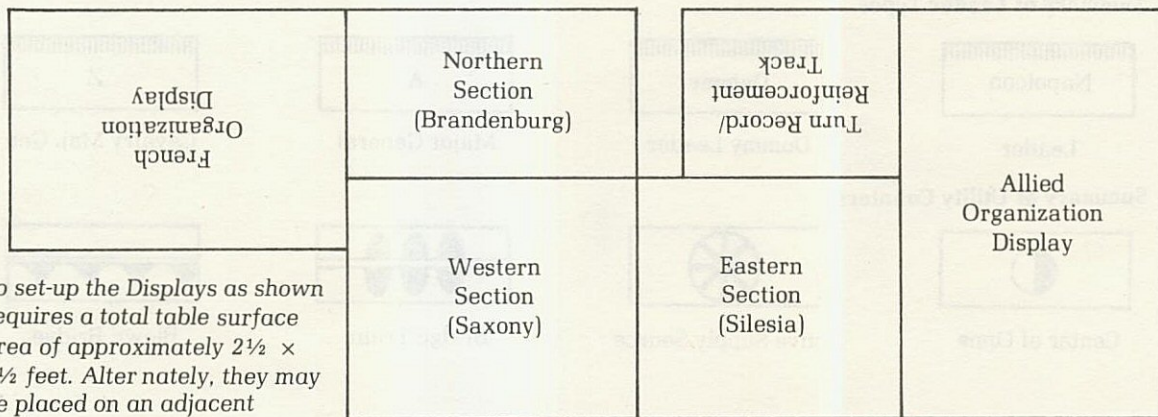 French
Organization
Display
Northern
Section
(Brandenburg)
Turn Record/
Reinforcement
Track
Allied
Organization
Display
Western
Section
(Saxony)
Eastern
Section
(Silesia)
o set-up the Displays as shown
equires a total table surface
rea of approximately 2½ ×
½ feet. Alter nately, they may
e placed on an adjacent